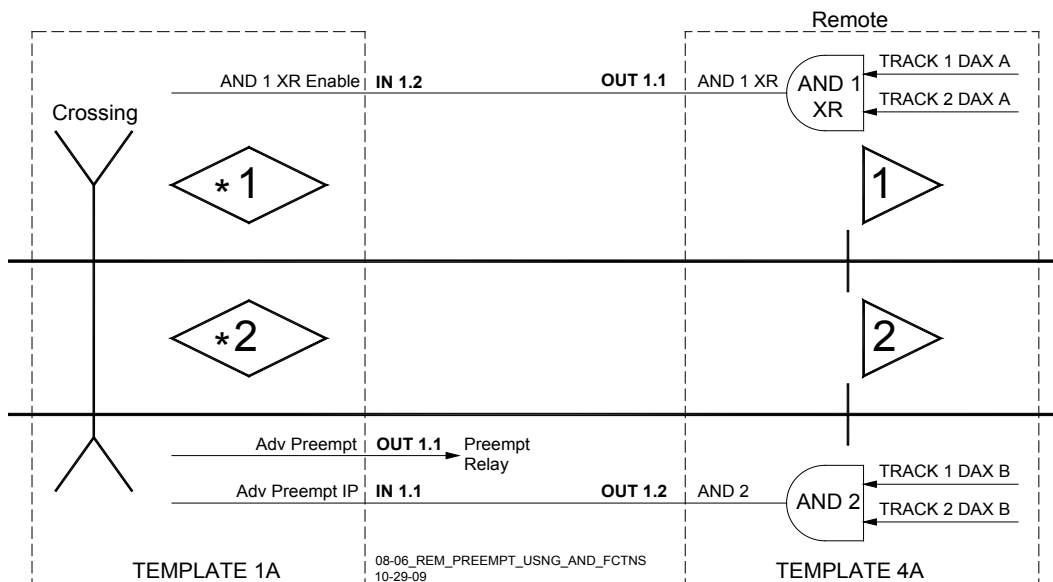 Remote
AND 1 XR Enable IN 1.2 OUT 1.1 AND 1 XR AND 1 XR TRACK 1 DAX A
TRACK 2 DAX A
Crossing
*1 1
*2 2
Adv Preempt OUT 1.1 Preempt Relay
Adv Preempt IP IN 1.1 OUT 1.2 AND 2 AND 2 TRACK 1 DAX B
TRACK 2 DAX B
TEMPLATE 1A 08-06_REM_PREEMPT_USNG_AND_FCTNS TEMPLATE 4A
10-29-09